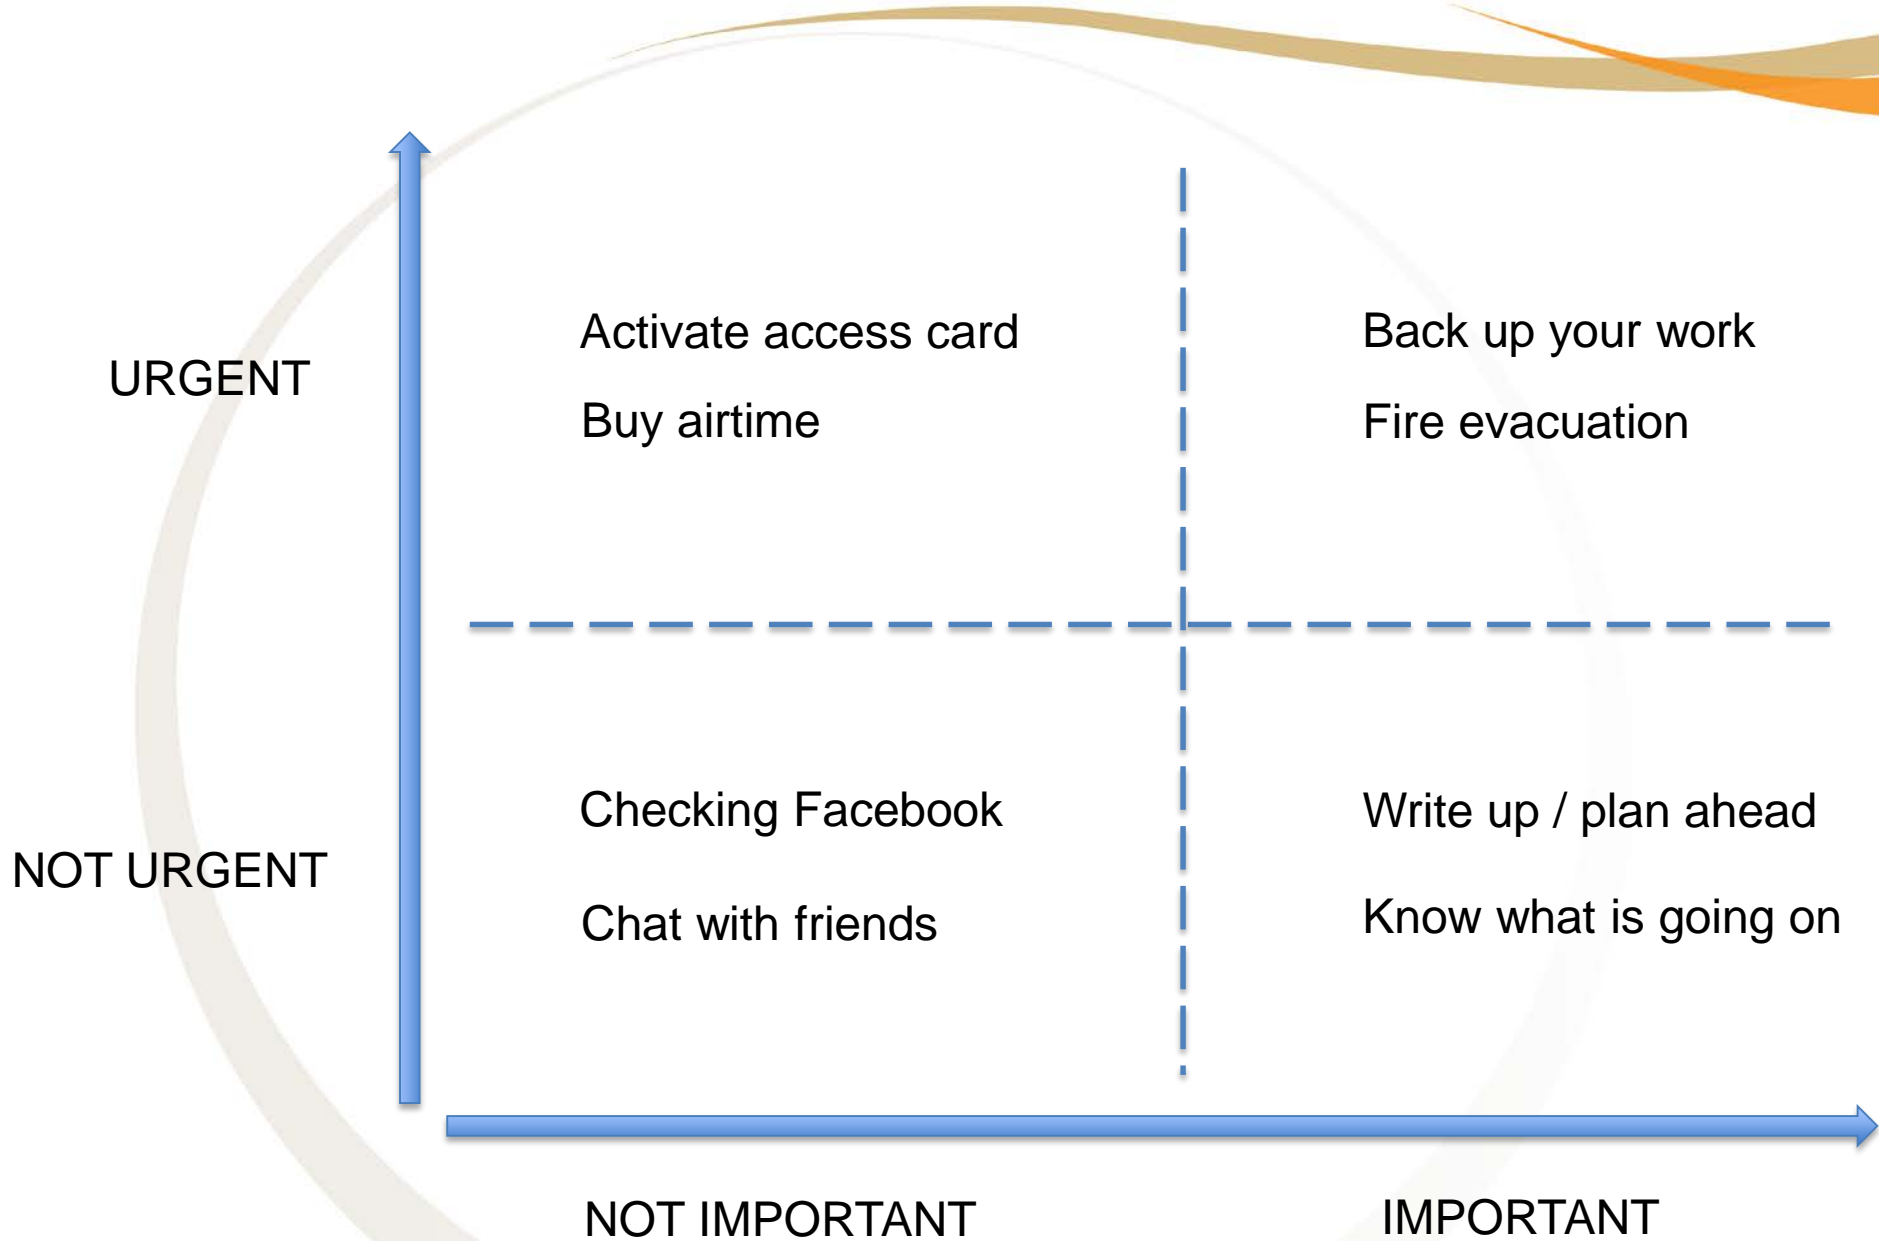 URGENT
Activate access card
Buy airtime
Back up your work
Fire evacuation
NOT URGENT
Checking Facebook
Chat with friends
Write up / plan ahead
Know what is going on
NOT IMPORTANT
IMPORTANT